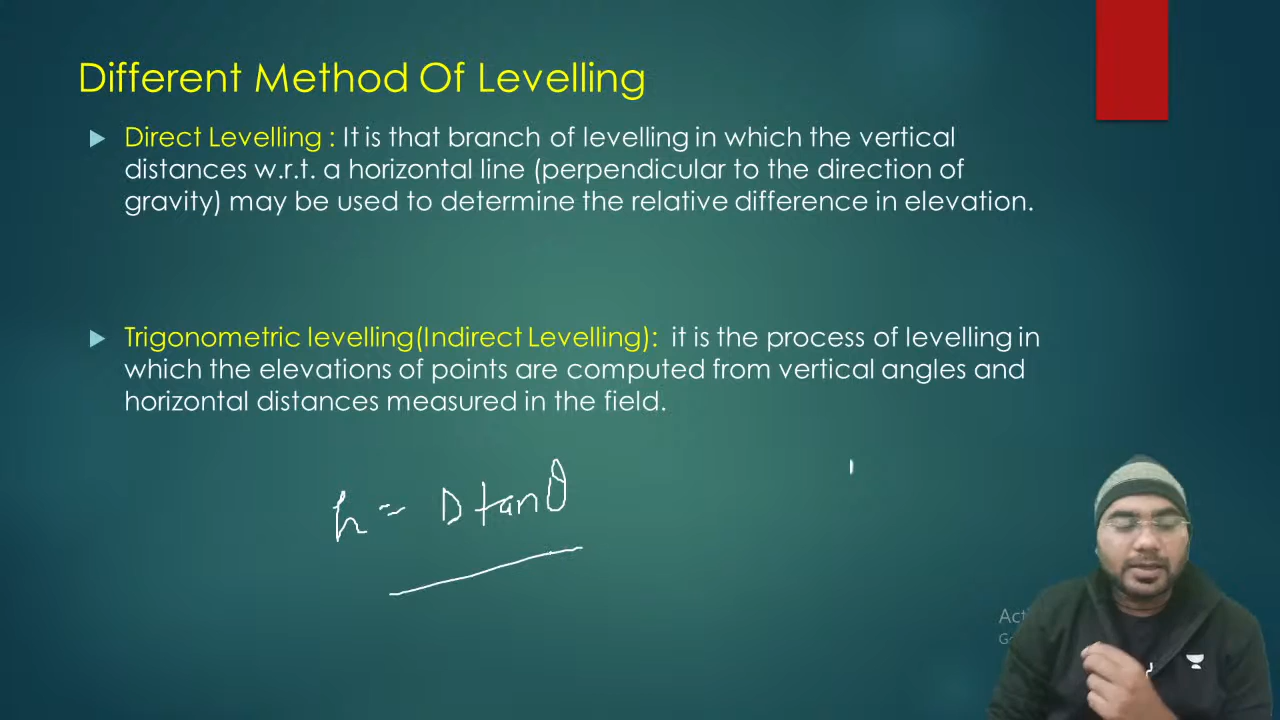 Different Method Of Levelling
Direct Levelling : It is that branch of levelling in which the vertical
distances w.r.t. a horizontal line (perpendicular to the direction of
gravity) may be used to determine the relative difference in elevation.
Trigonometric levelling(Indirect Levelling): it is the process of levelling in
which the elevations of points are computed from vertical angles and
horizontal distances measured in the field.
h = D tanθ